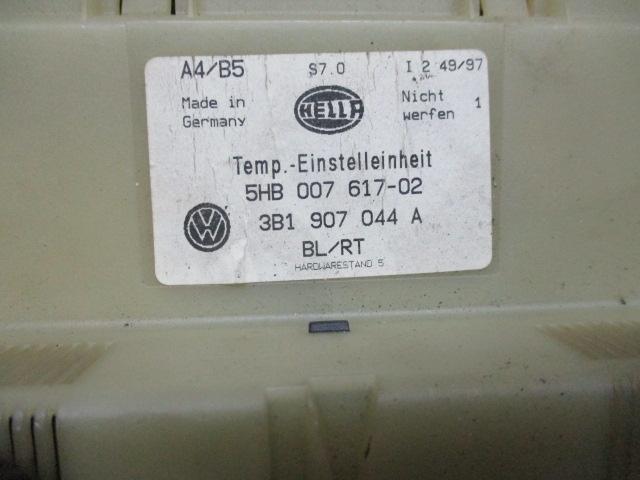 A4/B5 S7.0 I 2 49/97
Made in Germany
HELLA
Nicht werfen 1
Temp.-Einstelleinheit
5HB 007 617-02
VW
3B1 907 044 A
BL/RT
HARDWARESTAND 5